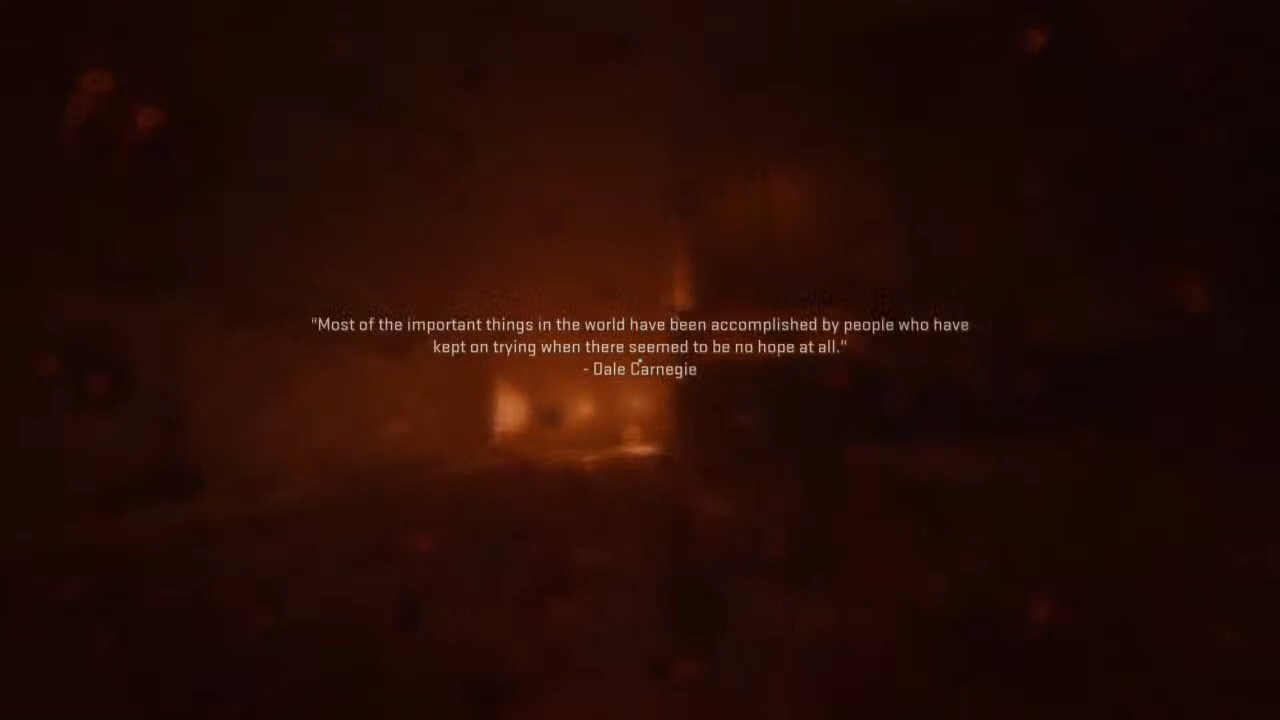 "Most of the important things in the world have been accomplished by people who have
kept on trying when there seemed to be no hope at all."
- Dale Carnegie